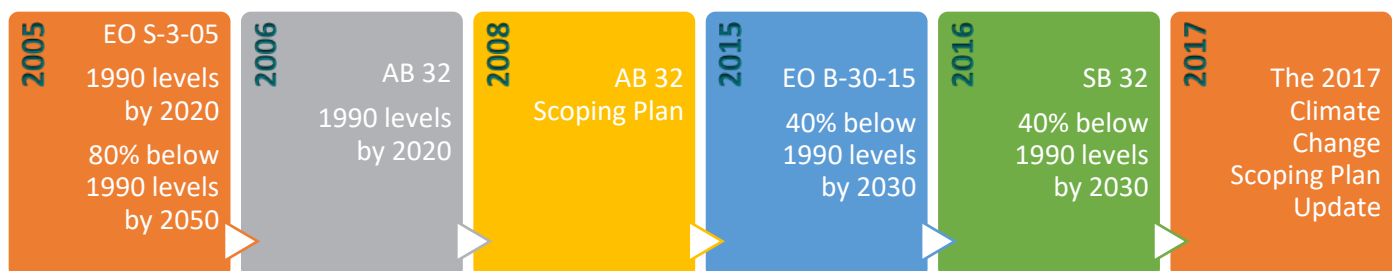 2005
EO S-3-05
1990 levels
by 2020
80% below
1990 levels
by 2050
2006
AB 32
1990 levels
by 2020
2008
AB 32
Scoping Plan
2015
EO B-30-15
40% below
1990 levels
by 2030
2016
SB 32
40% below
1990 levels
by 2030
2017
The 2017
Climate
Change
Scoping Plan
Update